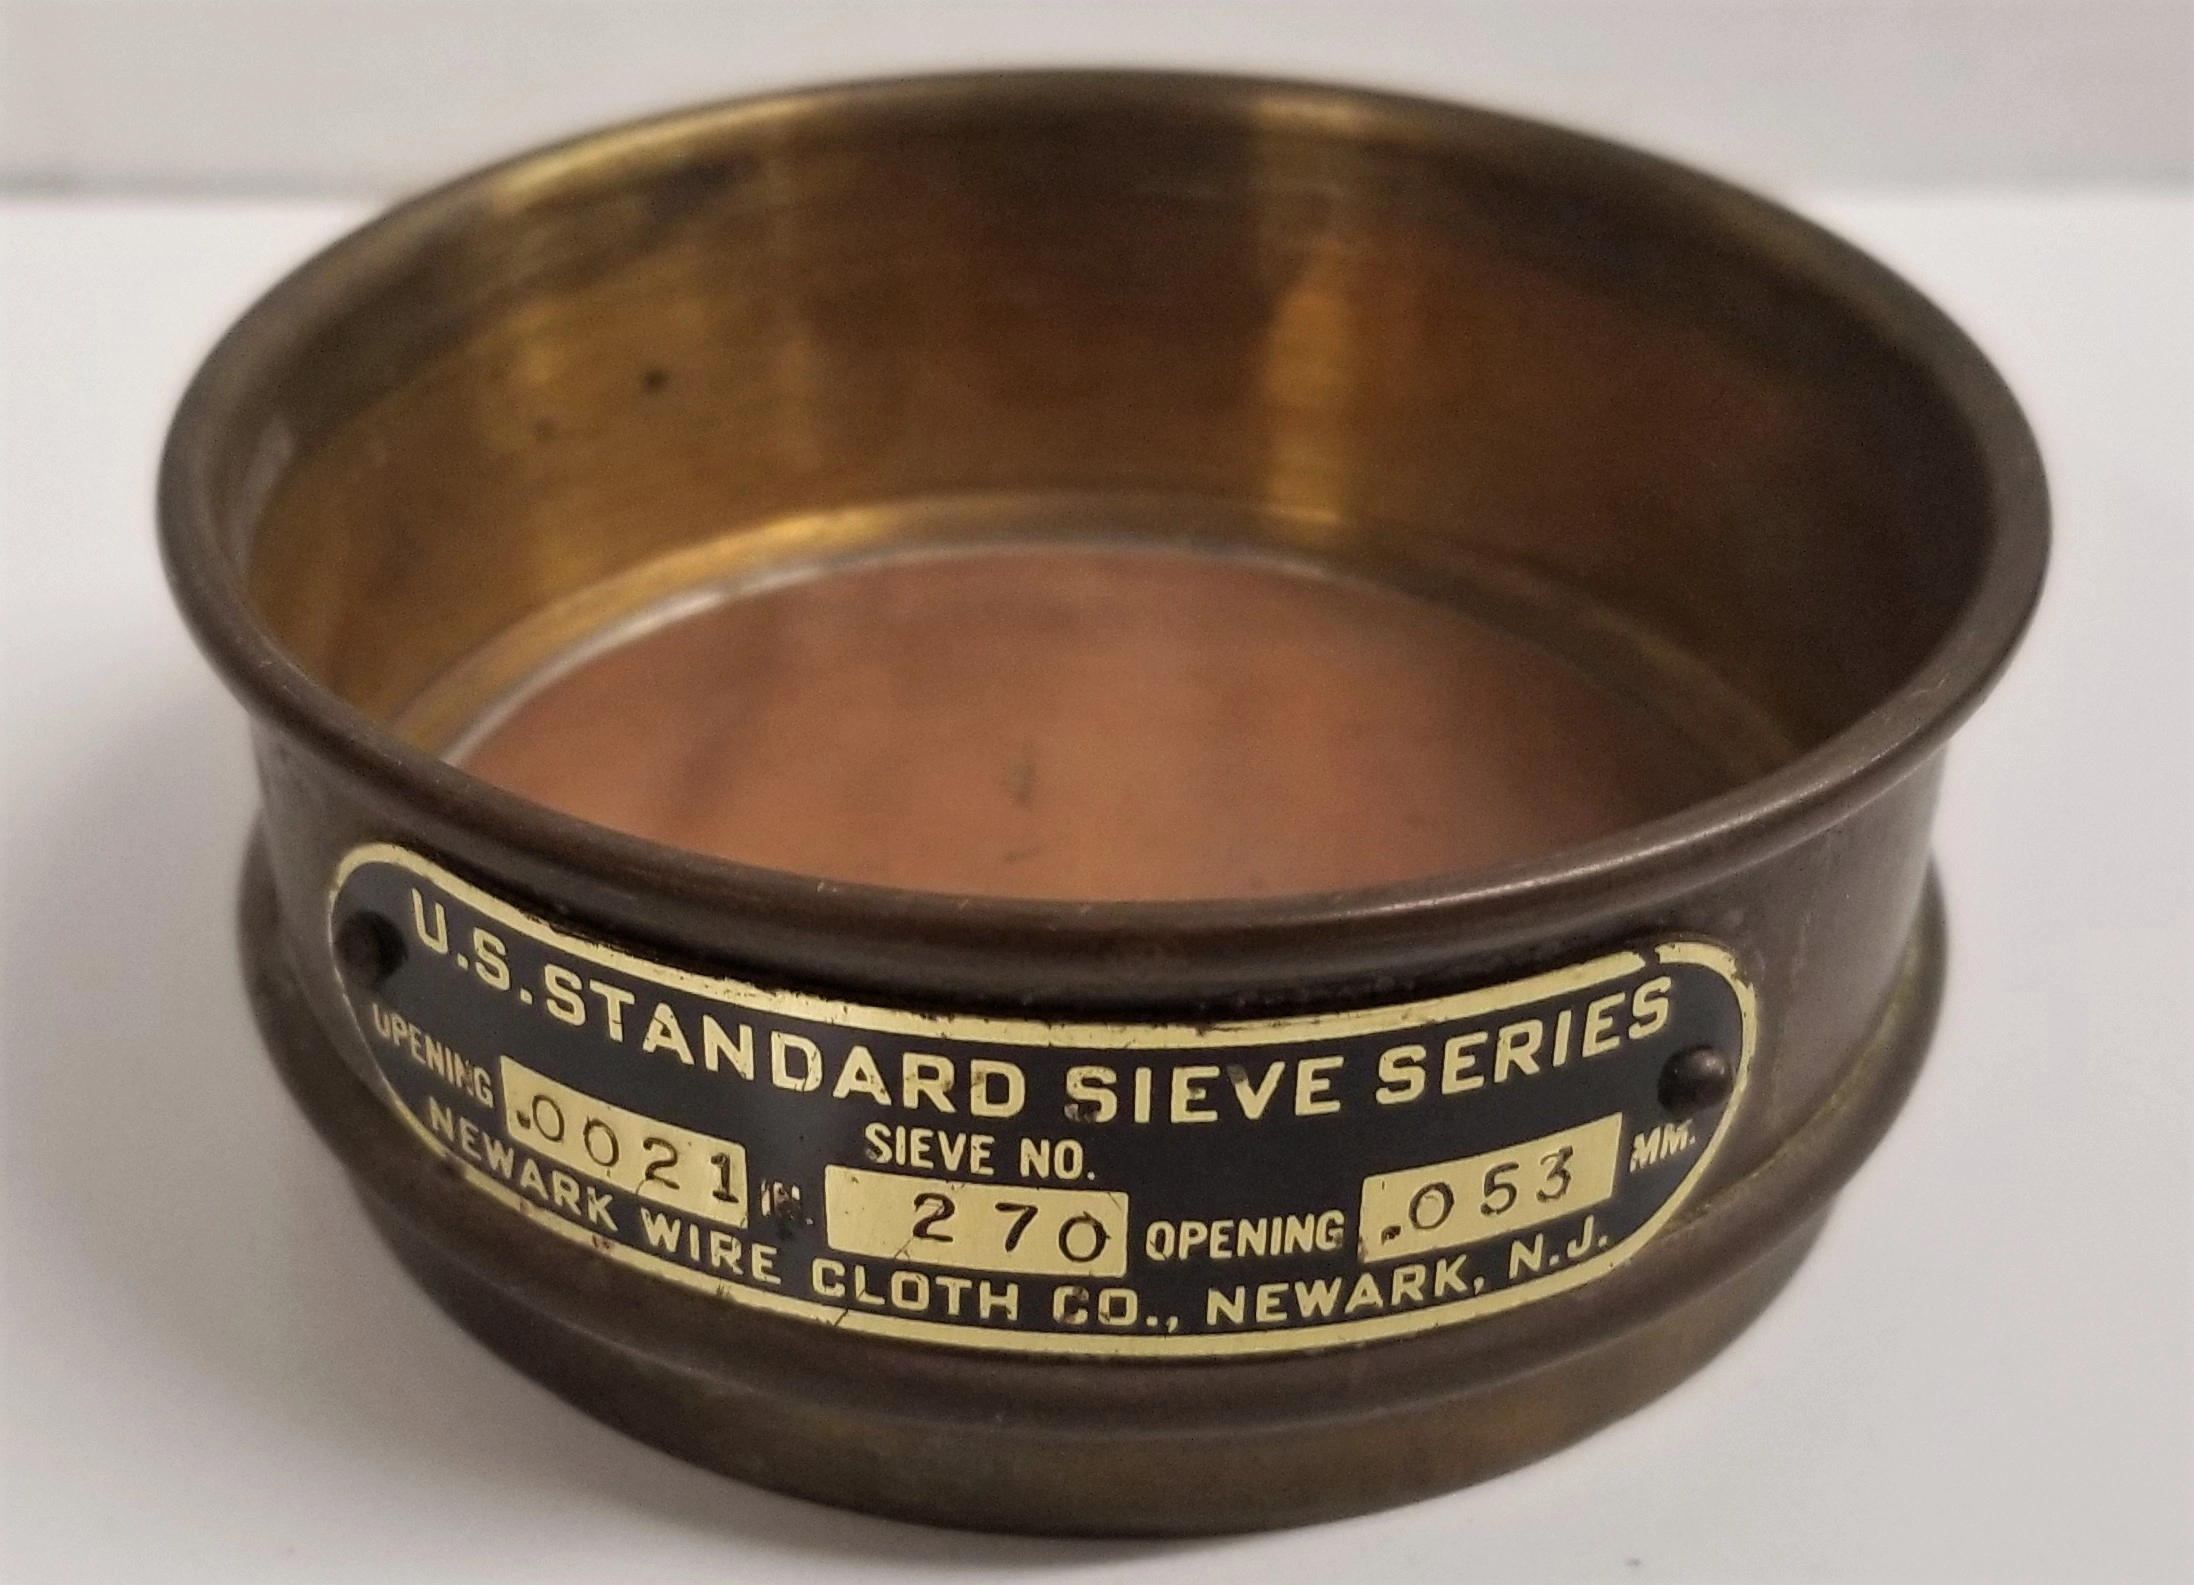 U.S. STANDARD SIEVE SERIES
OPENING .0021 IN. SIEVE NO. 270 OPENING .053 MM.
NEWARK WIRE CLOTH CO., NEWARK, N.J.